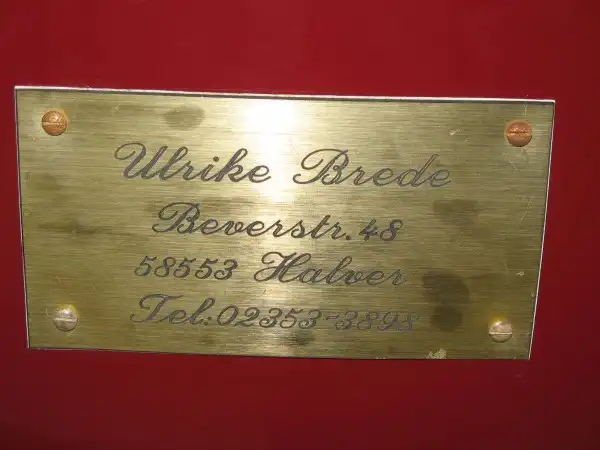 Ulrike Brede
Beverstr. 48
58553 Halver
Tel: 02353-3898